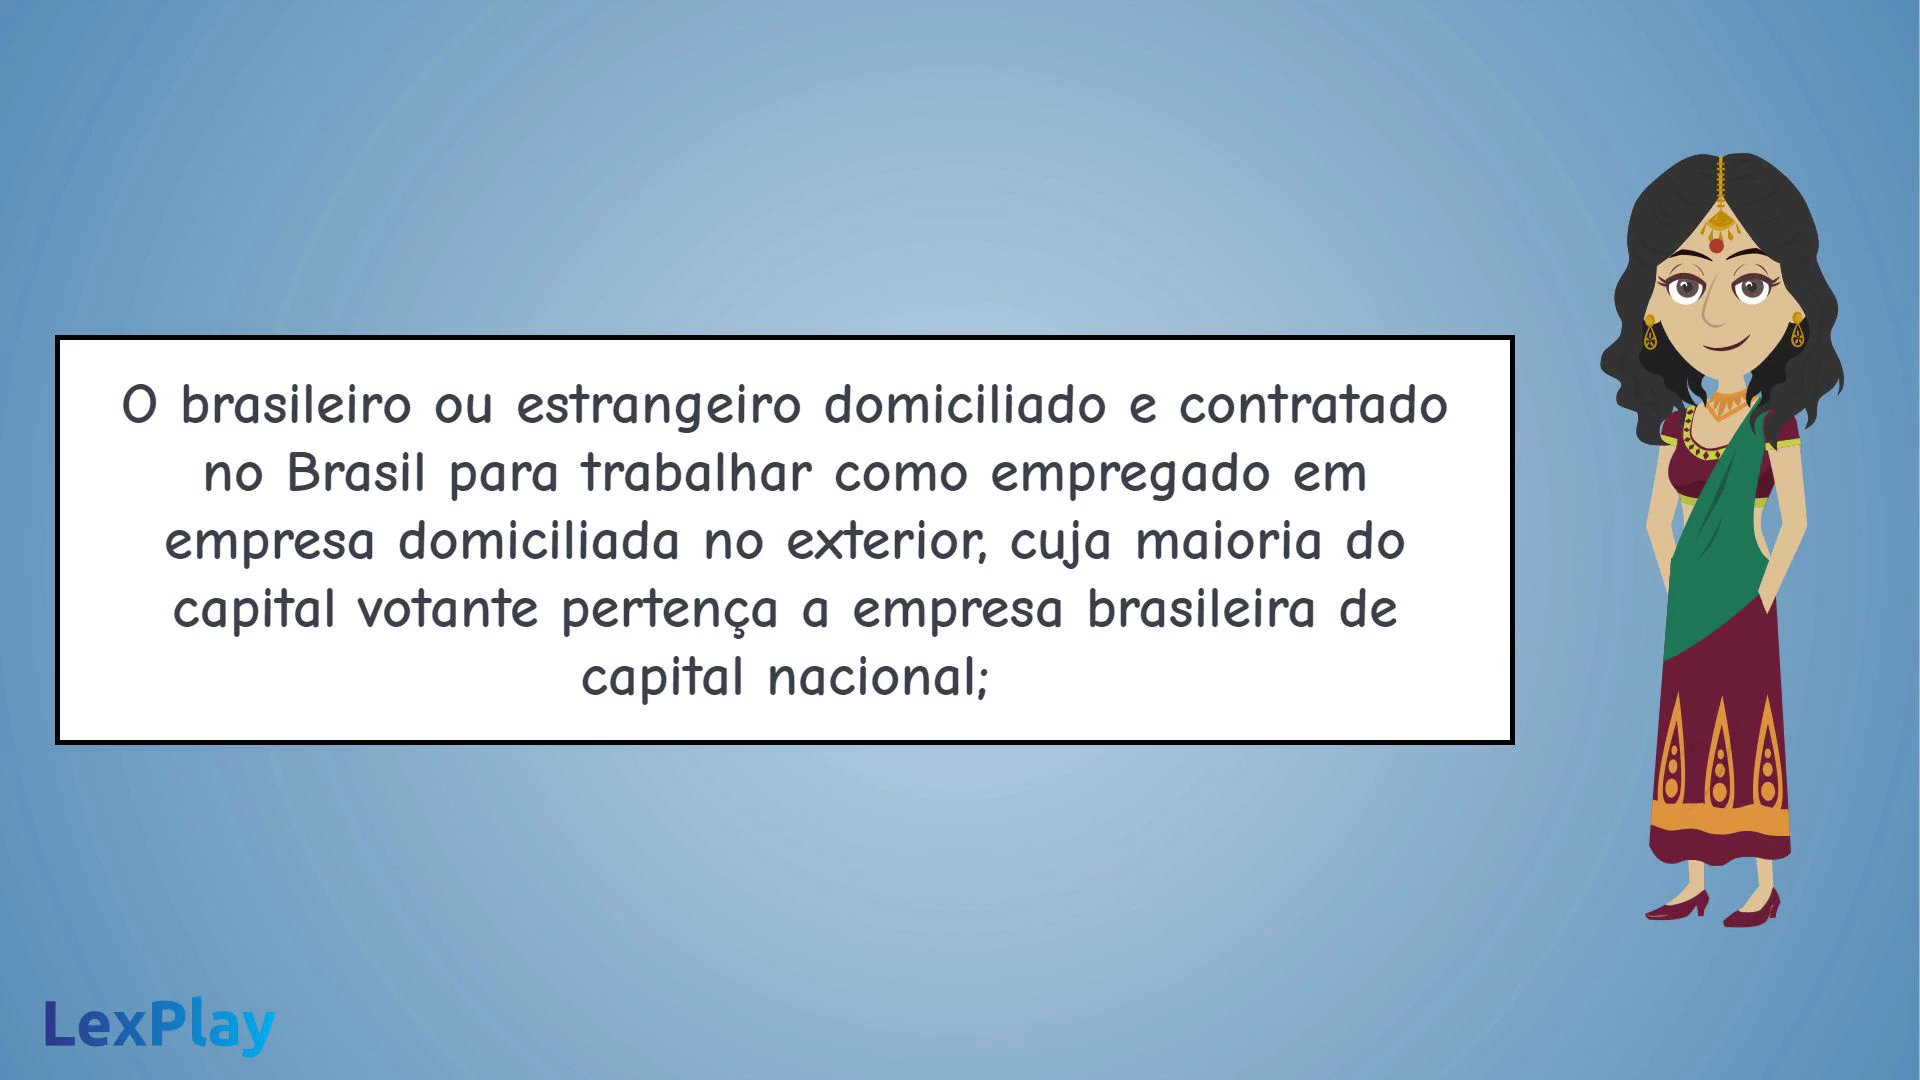 O brasileiro ou estrangeiro domiciliado e contratado
no Brasil para trabalhar como empregado em
empresa domiciliada no exterior, cuja maioria do
capital votante pertença a empresa brasileira de
capital nacional;
LexPlay